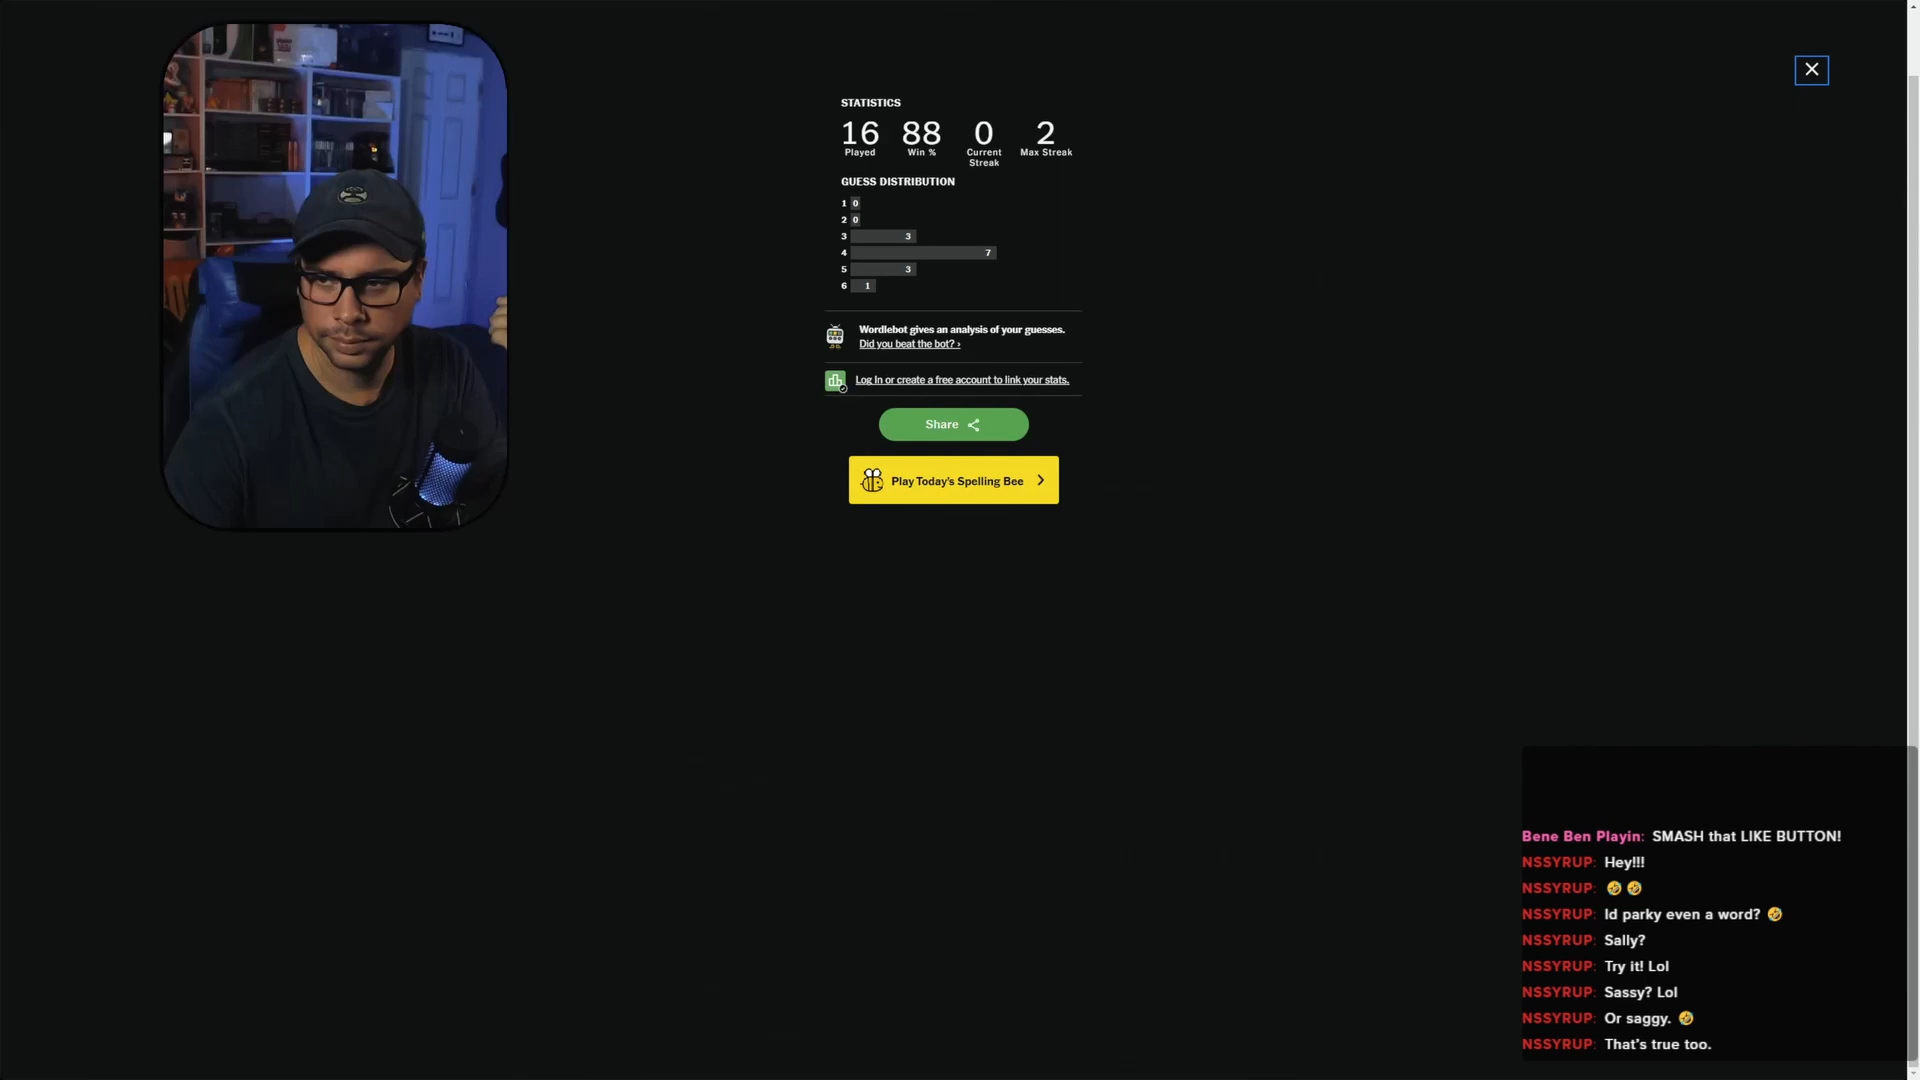 STATISTICS
16 88 0 2
Played Win % Current Streak Max Streak
GUESS DISTRIBUTION
1 0
2 0
3 3
4 7
5 3
6 1
Wordlebot gives an analysis of your guesses.
Did you beat the bot? ›
Log In or create a free account to link your stats.
Share
Play Today's Spelling Bee
Bene Ben Playin: SMASH that LIKE BUTTON!
NSSYRUP: Hey!!!
NSSYRUP: 🤣 🤣
NSSYRUP: Id parky even a word? 🤣
NSSYRUP: Sally?
NSSYRUP: Try it! Lol
NSSYRUP: Sassy? Lol
NSSYRUP: Or saggy. 🤣
NSSYRUP: That's true too.